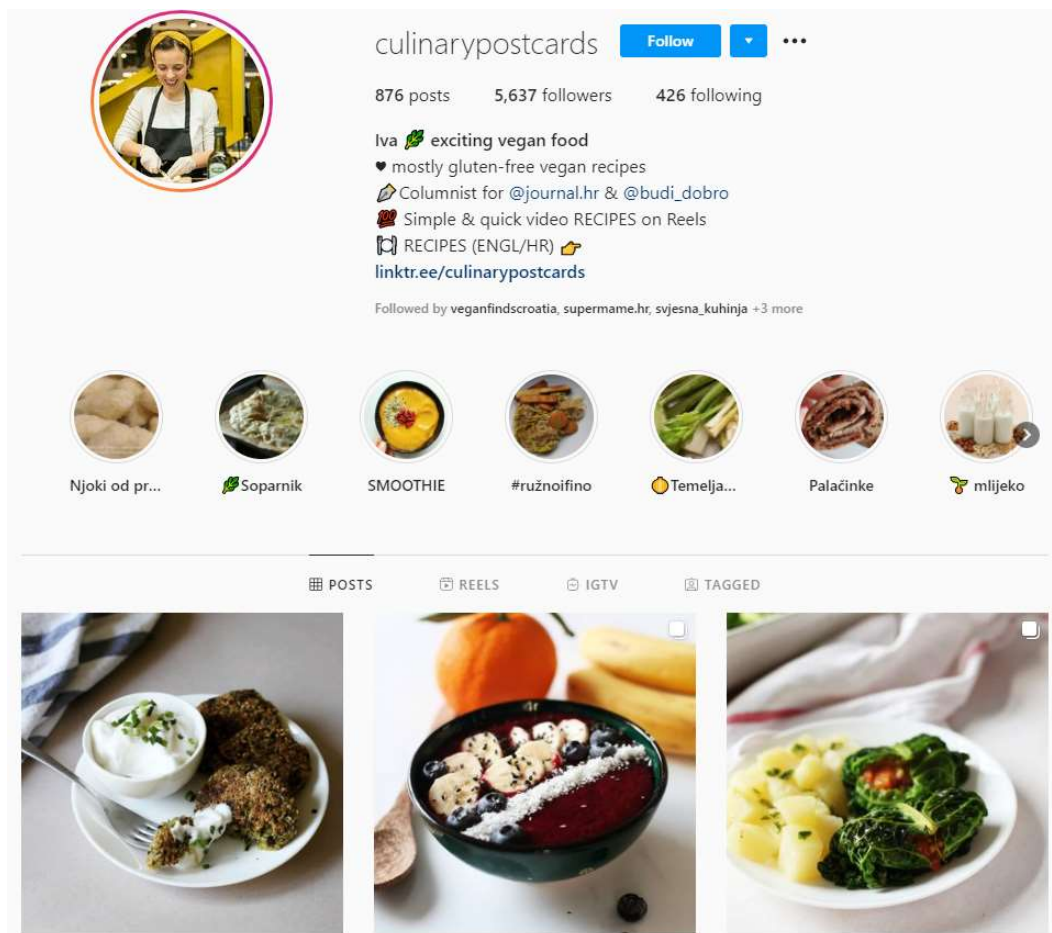 culinarypostcards Follow
876 posts 5,637 followers 426 following
Iva 🌿 exciting vegan food
♥ mostly gluten-free vegan recipes
Columnist for @journal.hr & @budi_dobro
💯 Simple & quick video RECIPES on Reels
🍽 RECIPES (ENGL/HR) 👉
linktr.ee/culinarypostcards
Followed by veganfindscroatia, supermame.hr, svjesna_kuhinja +3 more
Njoki od pr... 🌿Soparnik SMOOTHIE #ružnoifino Temelja... Palačinke 🌱 mlijeko
POSTS REELS IGTV TAGGED